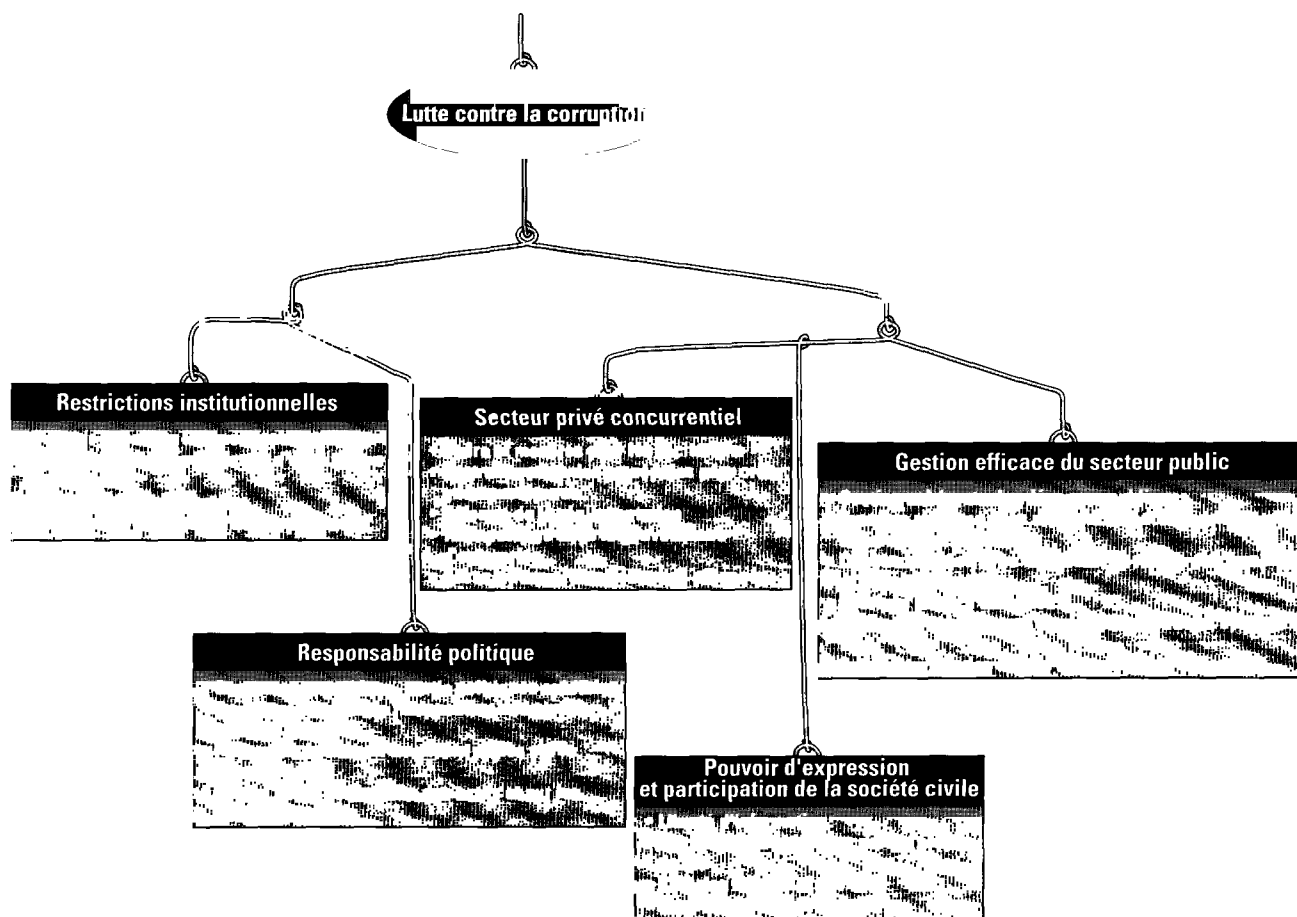 Lutte contre la corruption
Restrictions institutionnelles
Secteur privé concurrentiel
Gestion efficace du secteur public
Responsabilité politique
Pouvoir d'expression
et participation de la société civile